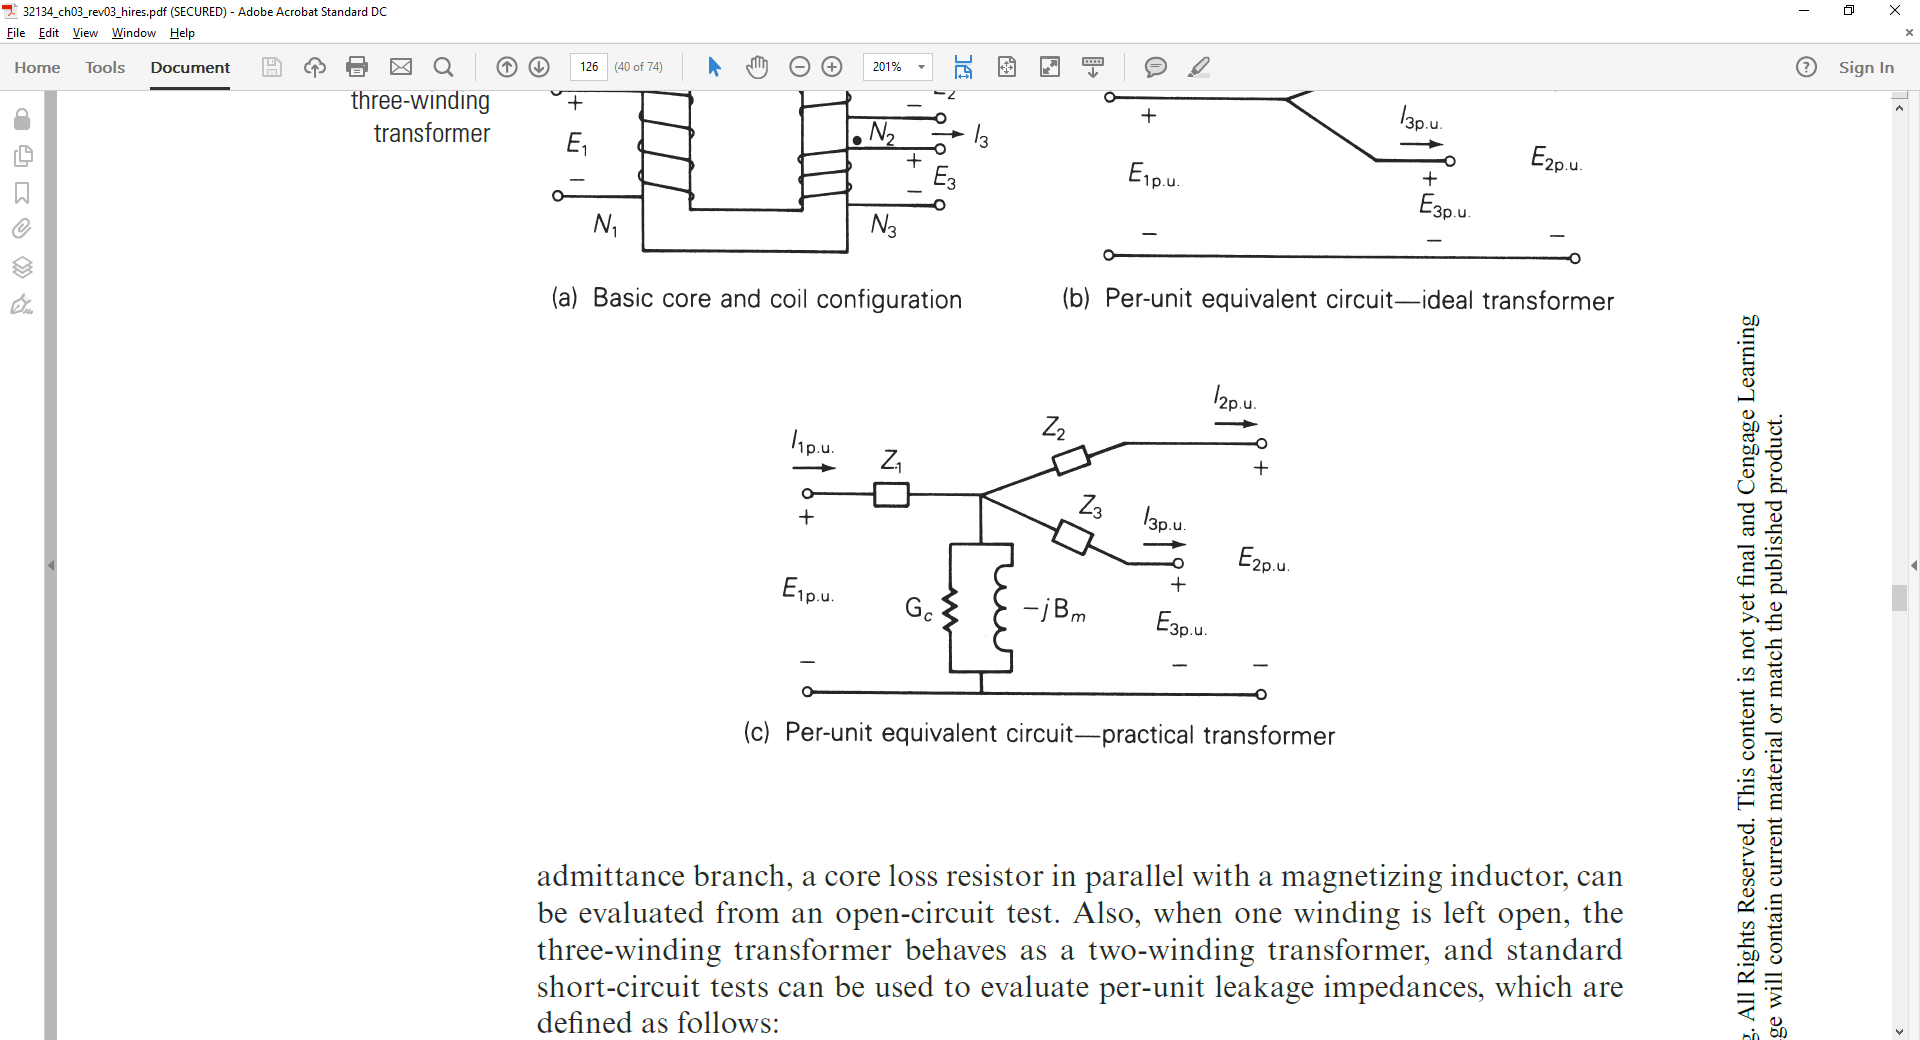 32134_ch03_rev03_hires.pdf (SECURED) - Adobe Acrobat Standard DC
File Edit View Window Help
Home Tools Document 126 (40 of 74) 201% Sign In
three-winding
transformer
+
E1
−
N1
−
N2
I3
+
E3
−
N3
+
I3p.u.
E1p.u.
+
E3p.u.
E2p.u.
−
−
−
(a) Basic core and coil configuration
(b) Per-unit equivalent circuit—ideal transformer
I1p.u.
Z1
Z2
I2p.u.
+
+
Z3
I3p.u.
+
E1p.u.
Gc
−jBm
E2p.u.
E3p.u.
−
−
−
(c) Per-unit equivalent circuit—practical transformer
admittance branch, a core loss resistor in parallel with a magnetizing inductor, can
be evaluated from an open-circuit test. Also, when one winding is left open, the
three-winding transformer behaves as a two-winding transformer, and standard
short-circuit tests can be used to evaluate per-unit leakage impedances, which are
defined as follows:
g. All Rights Reserved. This content is not yet final and Cengage Learning
ge will contain current material or match the published product.